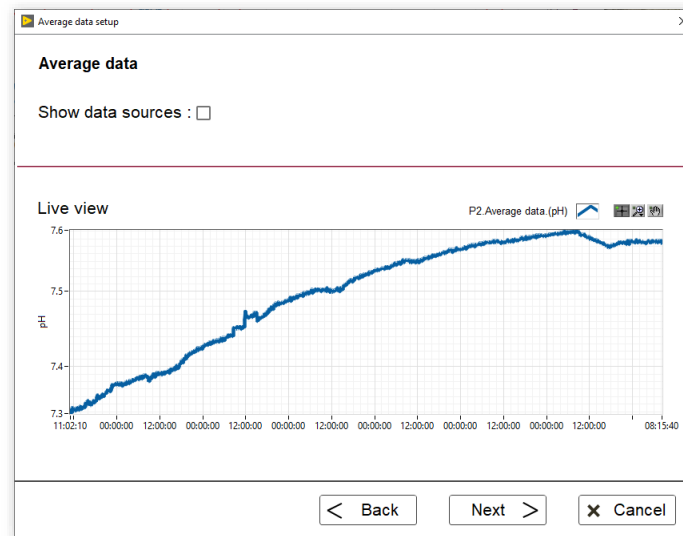 Average data setup
Average data
Show data sources :
Live view
P2.Average data.(pH)
7.6
7.5
7.4
7.3
pH
11:02:10 00:00:00 12:00:00 00:00:00 12:00:00 00:00:00 12:00:00 00:00:00 12:00:00 00:00:00 12:00:00 00:00:00 12:00:00 08:15:40
< Back
Next >
× Cancel